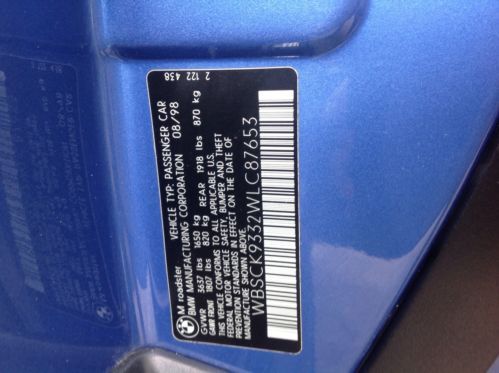 M roadster
VEHICLE TYP: PASSENGER CAR
BMW MANUFACTURING CORPORATION 08/98
GVWR 3637 lbs 1650 kg
GAWR FRONT 1807 lbs 820 kg REAR 1918 lbs 870 kg
THIS VEHICLE CONFORMS TO ALL APPLICABLE U.S.
FEDERAL MOTOR VEHICLE SAFETY, BUMPER AND THEFT
PREVENTION STANDARDS IN EFFECT ON THE DATE OF
MANUFACTURE SHOWN ABOVE.
WBSCK9332WLC87653
2 122 438